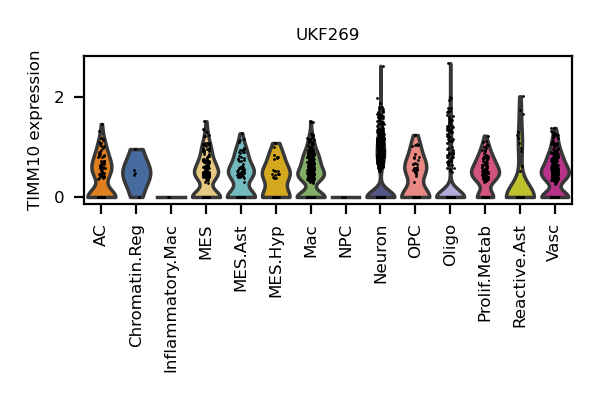 UKF269
TIMM10 expression
2
0
AC
Chromatin.Reg
Inflammatory.Mac
MES
MES.Ast
MES.Hyp
Mac
NPC
Neuron
OPC
Oligo
Prolif.Metab
Reactive.Ast
Vasc